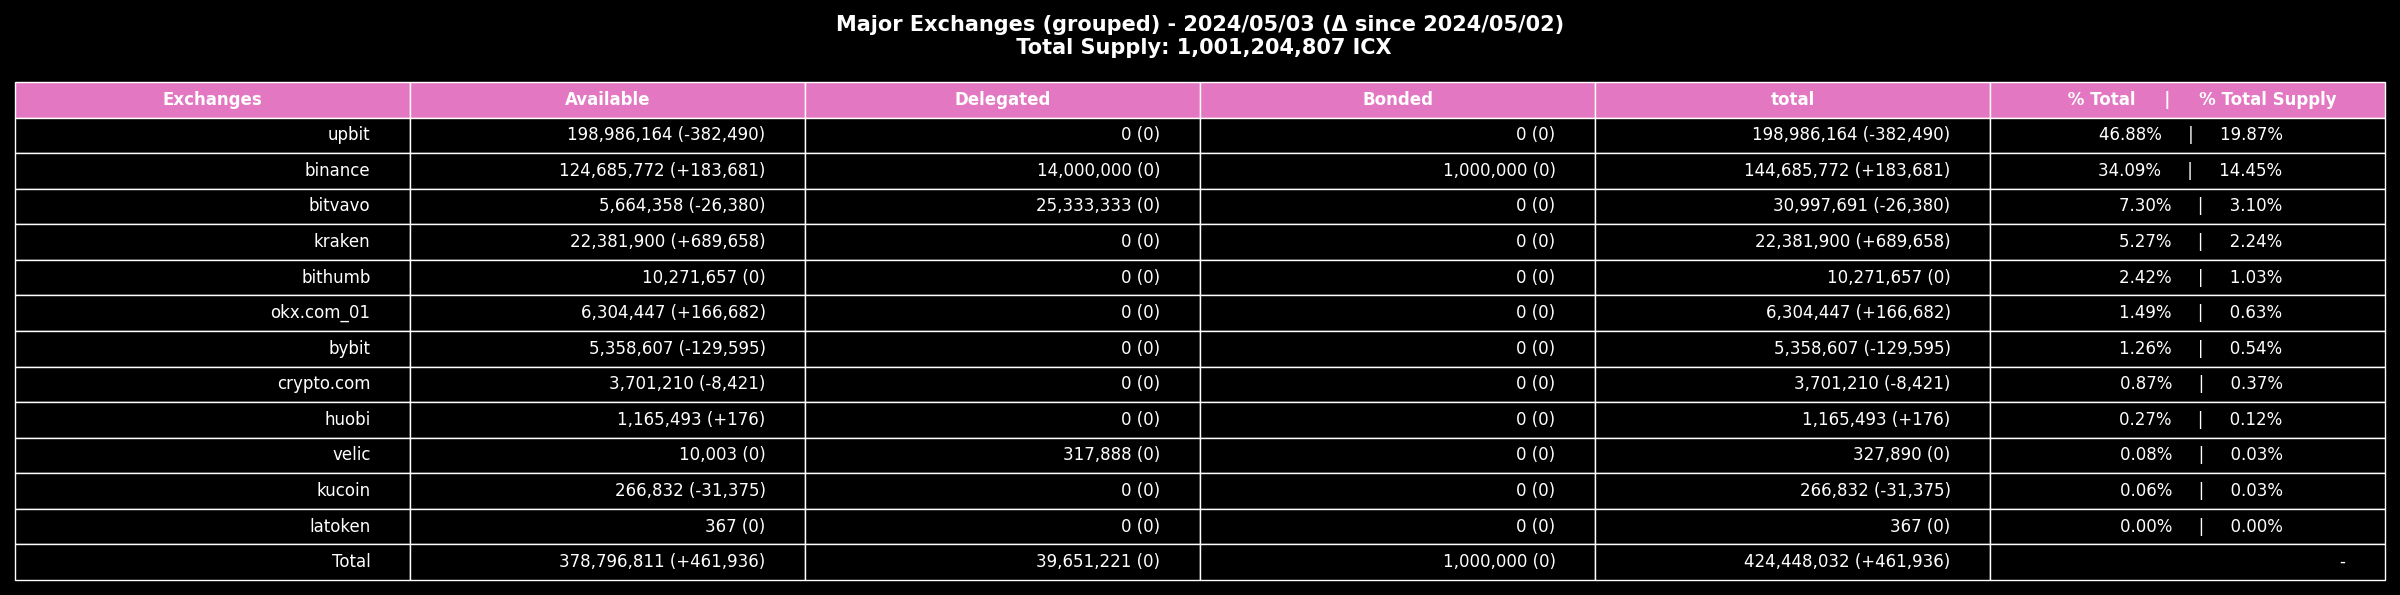 Major Exchanges (grouped) - 2024/05/03 (Δ since 2024/05/02)
Total Supply: 1,001,204,807 ICX
Exchanges Available Delegated Bonded total % Total | % Total Supply
upbit 198,986,164 (-382,490) 0 (0) 0 (0) 198,986,164 (-382,490) 46.88% | 19.87%
binance 124,685,772 (+183,681) 14,000,000 (0) 1,000,000 (0) 144,685,772 (+183,681) 34.09% | 14.45%
bitvavo 5,664,358 (-26,380) 25,333,333 (0) 0 (0) 30,997,691 (-26,380) 7.30% | 3.10%
kraken 22,381,900 (+689,658) 0 (0) 0 (0) 22,381,900 (+689,658) 5.27% | 2.24%
bithumb 10,271,657 (0) 0 (0) 0 (0) 10,271,657 (0) 2.42% | 1.03%
okx.com_01 6,304,447 (+166,682) 0 (0) 0 (0) 6,304,447 (+166,682) 1.49% | 0.63%
bybit 5,358,607 (-129,595) 0 (0) 0 (0) 5,358,607 (-129,595) 1.26% | 0.54%
crypto.com 3,701,210 (-8,421) 0 (0) 0 (0) 3,701,210 (-8,421) 0.87% | 0.37%
huobi 1,165,493 (+176) 0 (0) 0 (0) 1,165,493 (+176) 0.27% | 0.12%
velic 10,003 (0) 317,888 (0) 0 (0) 327,890 (0) 0.08% | 0.03%
kucoin 266,832 (-31,375) 0 (0) 0 (0) 266,832 (-31,375) 0.06% | 0.03%
latoken 367 (0) 0 (0) 0 (0) 367 (0) 0.00% | 0.00%
Total 378,796,811 (+461,936) 39,651,221 (0) 1,000,000 (0) 424,448,032 (+461,936) -